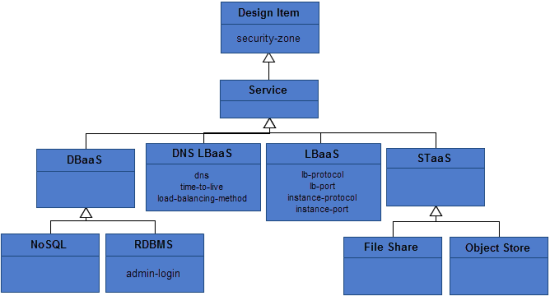 Design Item
security-zone
Service
DBaaS
DNS LBaaS
dns
time-to-live
load-balancing-method
LBaaS
lb-protocol
lb-port
instance-protocol
instance-port
STaaS
NoSQL
RDBMS
admin-login
File Share
Object Store